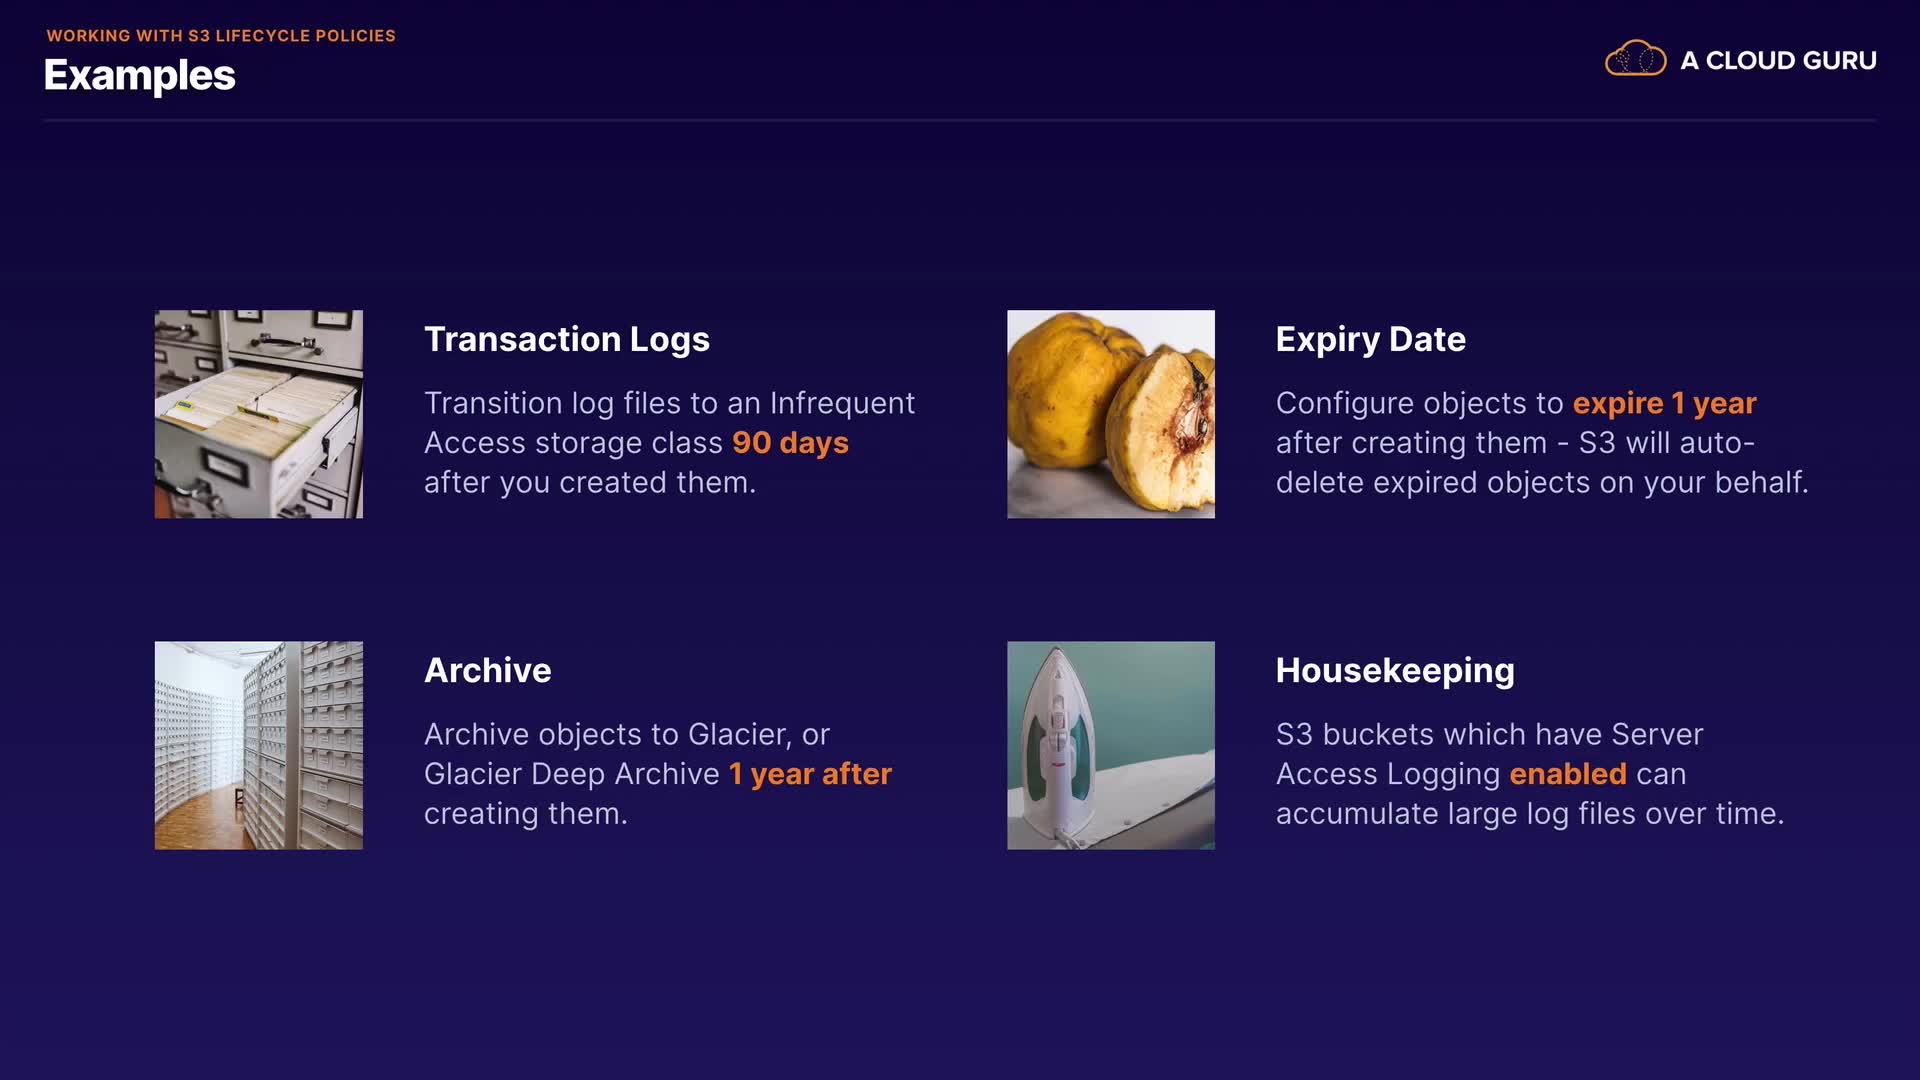 WORKING WITH S3 LIFECYCLE POLICIES
Examples
A CLOUD GURU
Transaction Logs
Transition log files to an Infrequent
Access storage class 90 days
after you created them.
Expiry Date
Configure objects to expire 1 year
after creating them - S3 will auto-
delete expired objects on your behalf.
Archive
Archive objects to Glacier, or
Glacier Deep Archive 1 year after
creating them.
Housekeeping
S3 buckets which have Server
Access Logging enabled can
accumulate large log files over time.